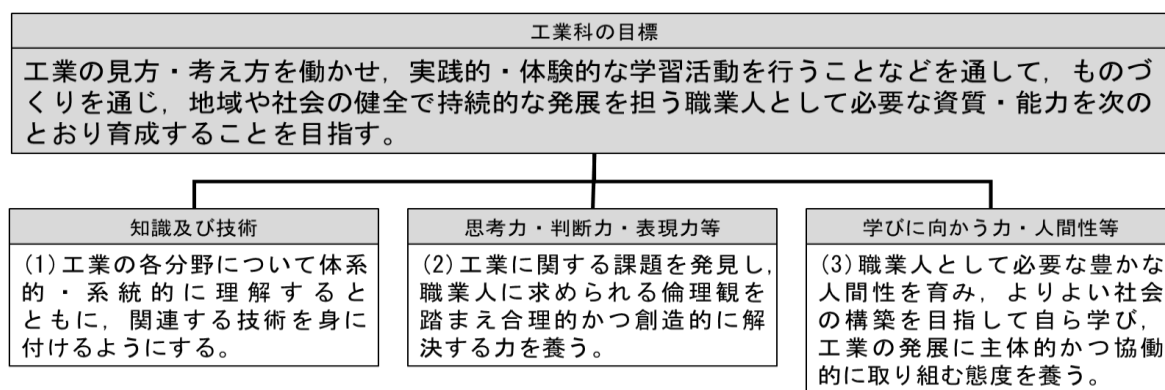 工業科の目標
工業の見方・考え方を働かせ，実践的・体験的な学習活動を行うことなどを通して，ものづ
くりを通じ，地域や社会の健全で持続的な発展を担う職業人として必要な資質・能力を次の
とおり育成することを目指す。
知識及び技術
(1)工業の各分野について体系
的・系統的に理解すると
ともに，関連する技術を身に
付けるようにする。
思考力・判断力・表現力等
(2)工業に関する課題を発見し，
職業人に求められる倫理観を
踏まえ合理的かつ創造的に解
決する力を養う。
学びに向かう力・人間性等
(3)職業人として必要な豊かな
人間性を育み，よりよい社会
の構築を目指して自ら学び，
工業の発展に主体的かつ協働
的に取り組む態度を養う。